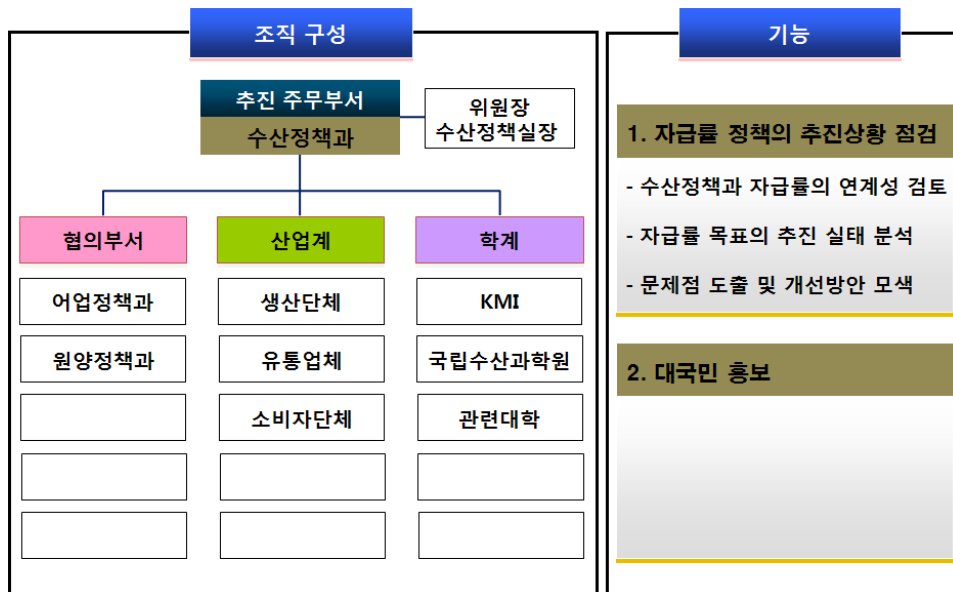 조직 구성
추진 주무부서
수산정책과
위원장
수산정책실장
협의부서
어업정책과
원양정책과
산업계
생산단체
유통업체
소비자단체
학계
KMI
국립수산과학원
관련대학
기능
1. 자급률 정책의 추진상황 점검
- 수산정책과 자급률의 연계성 검토
- 자급률 목표의 추진 실태 분석
- 문제점 도출 및 개선방안 모색
2. 대국민 홍보